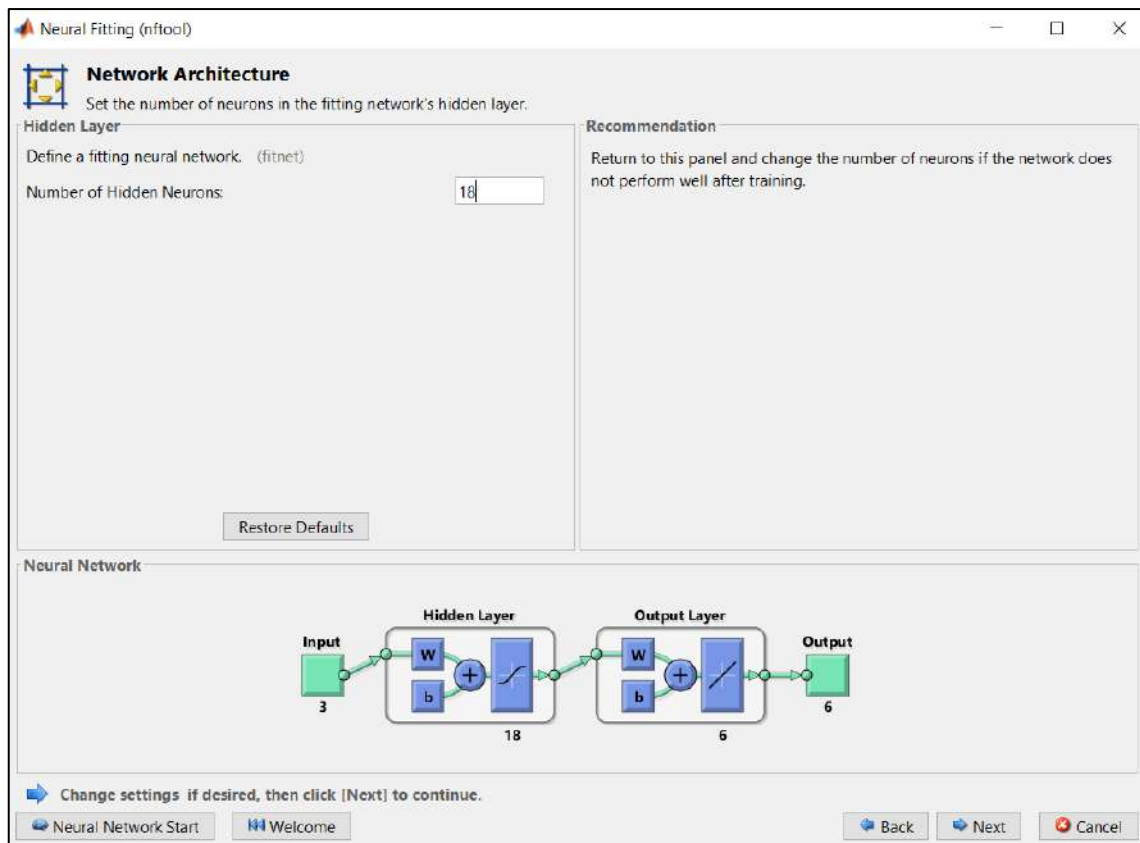 Neural Fitting (nftool)
Network Architecture
Set the number of neurons in the fitting network's hidden layer.
Hidden Layer
Define a fitting neural network. (fitnet)
Number of Hidden Neurons:
18
Restore Defaults
Recommendation
Return to this panel and change the number of neurons if the network does
not perform well after training.
Neural Network
Hidden Layer
Output Layer
Input
W
b
+
W
b
+
Output
3
18
6
6
Change settings if desired, then click [Next] to continue.
Neural Network Start
Welcome
Back
Next
Cancel